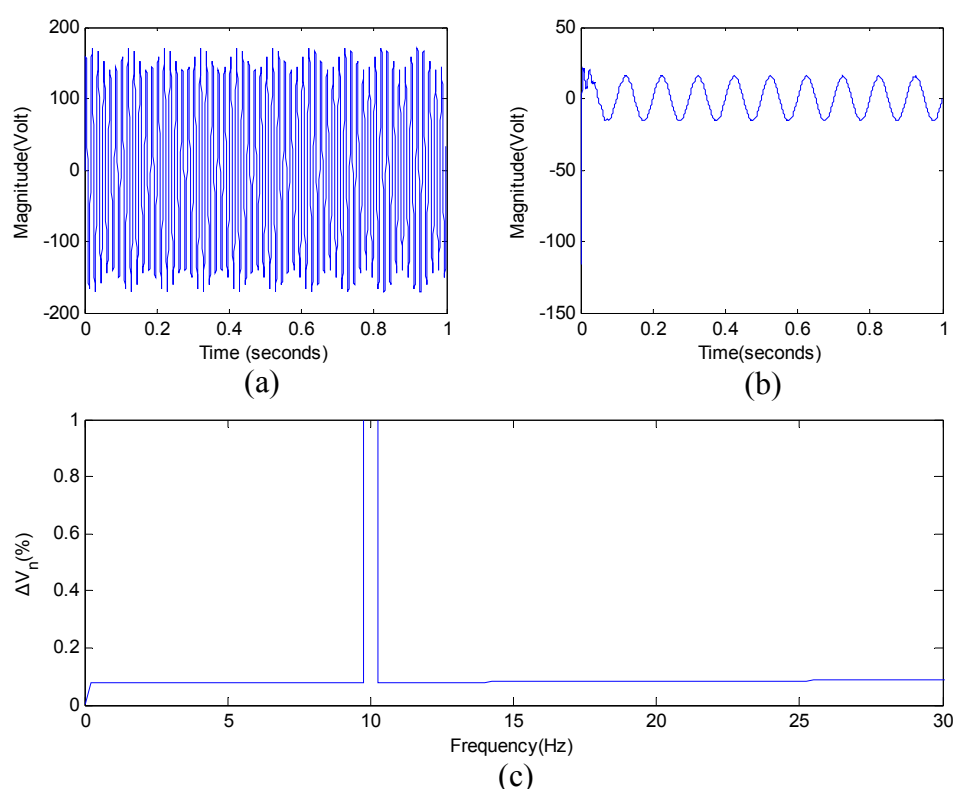 200
100
0
-100
-200
Magnitude(Volt)
0 0.2 0.4 0.6 0.8 1
Time (seconds)
(a)
50
0
-50
-100
-150
Magnitude(Volt)
0 0.2 0.4 0.6 0.8 1
Time(seconds)
(b)
1
0.8
0.6
0.4
0.2
0
ΔVn(%)
0 5 10 15 20 25 30
Frequency(Hz)
(c)